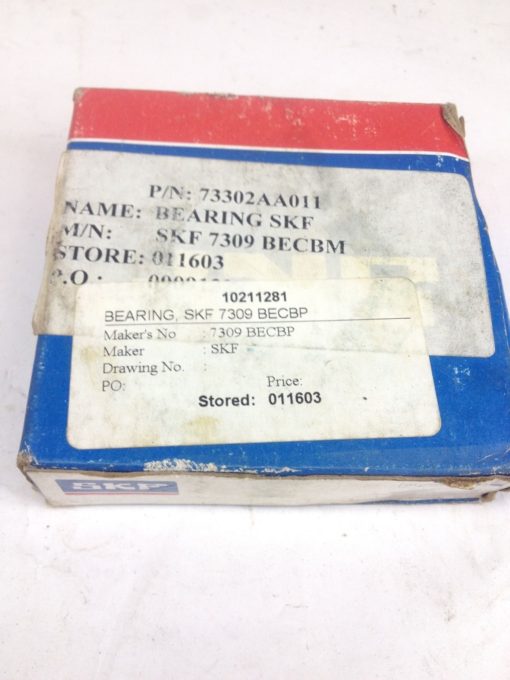 P/N: 73302AA011
NAME: BEARING SKF
M/N: SKF 7309 BECBM
STORE: 011603
P.O.:
10211281
BEARING, SKF 7309 BECBP
Maker's No : 7309 BECBP
Maker : SKF
Drawing No. :
PO: Price:
Stored: 011603
SKF